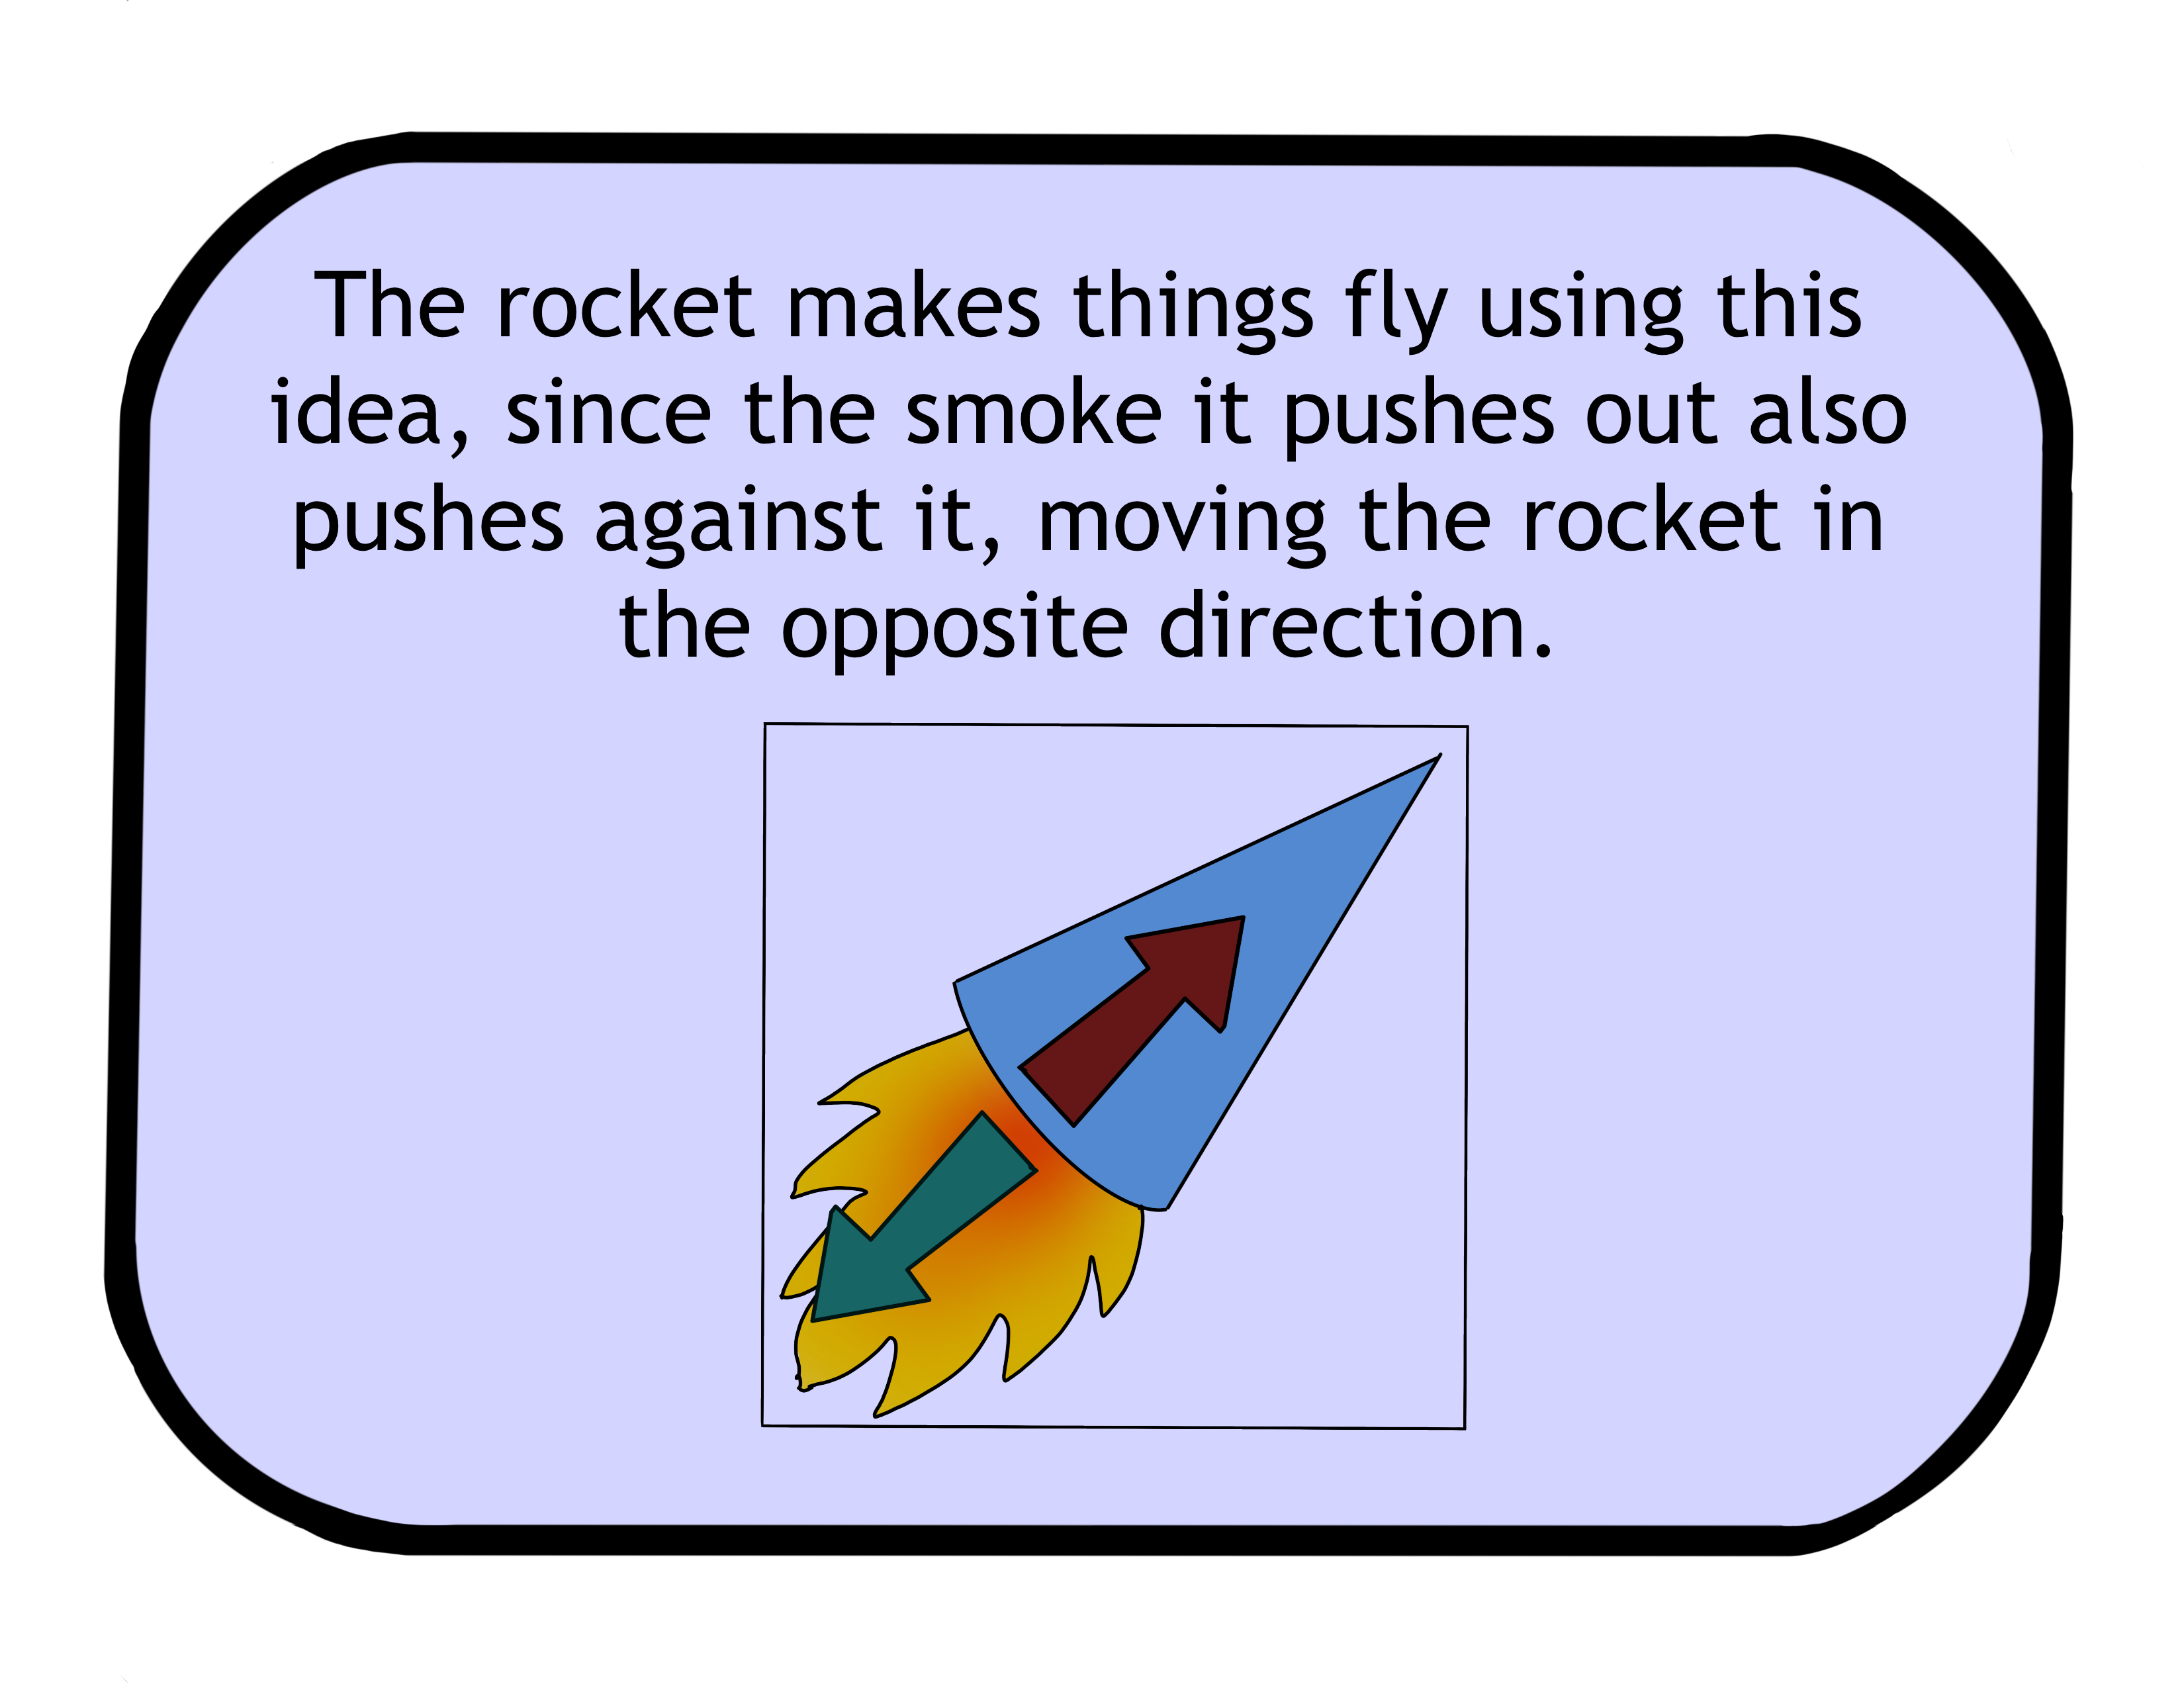 The rocket makes things fly using this
idea, since the smoke it pushes out also
pushes against it, moving the rocket in
the opposite direction.